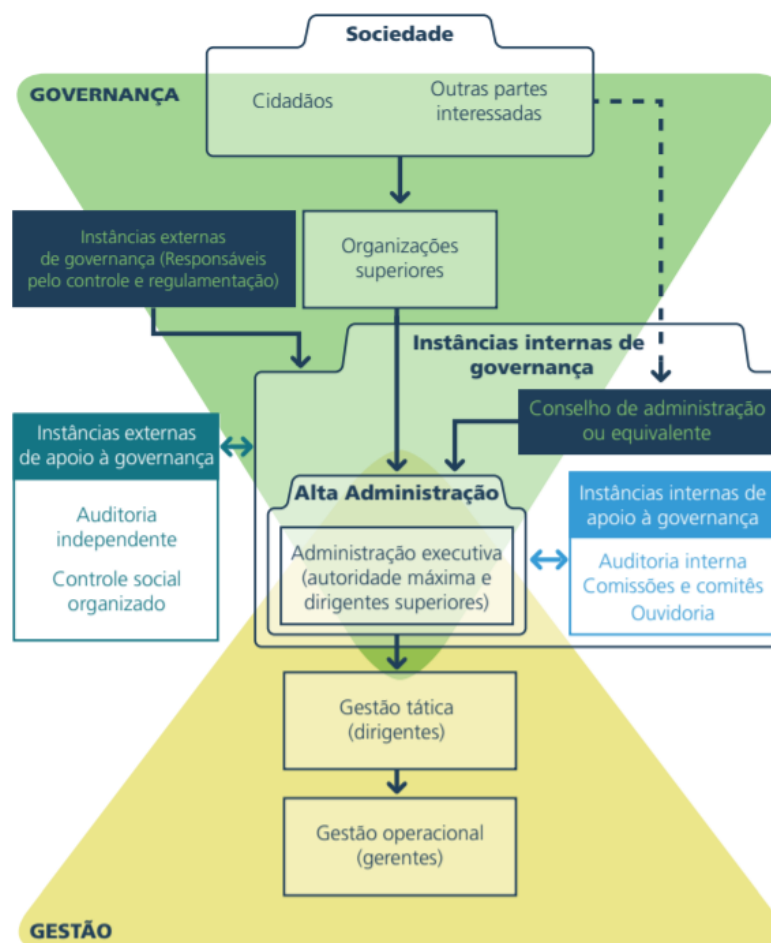 Sociedade
GOVERNANÇA
Cidadãos
Outras partes
interessadas
Instâncias externas
de governança (Responsáveis
pelo controle e regulamentação)
Organizações
superiores
Instâncias internas de
governança
Conselho de administração
ou equivalente
Instâncias externas
de apoio à governança
Auditoria
independente
Controle social
organizado
Alta Administração
Administração executiva
(autoridade máxima e
dirigentes superiores)
Instâncias internas de
apoio à governança
Auditoria interna
Comissões e comitês
Ouvidoria
Gestão tática
(dirigentes)
Gestão operacional
(gerentes)
GESTÃO